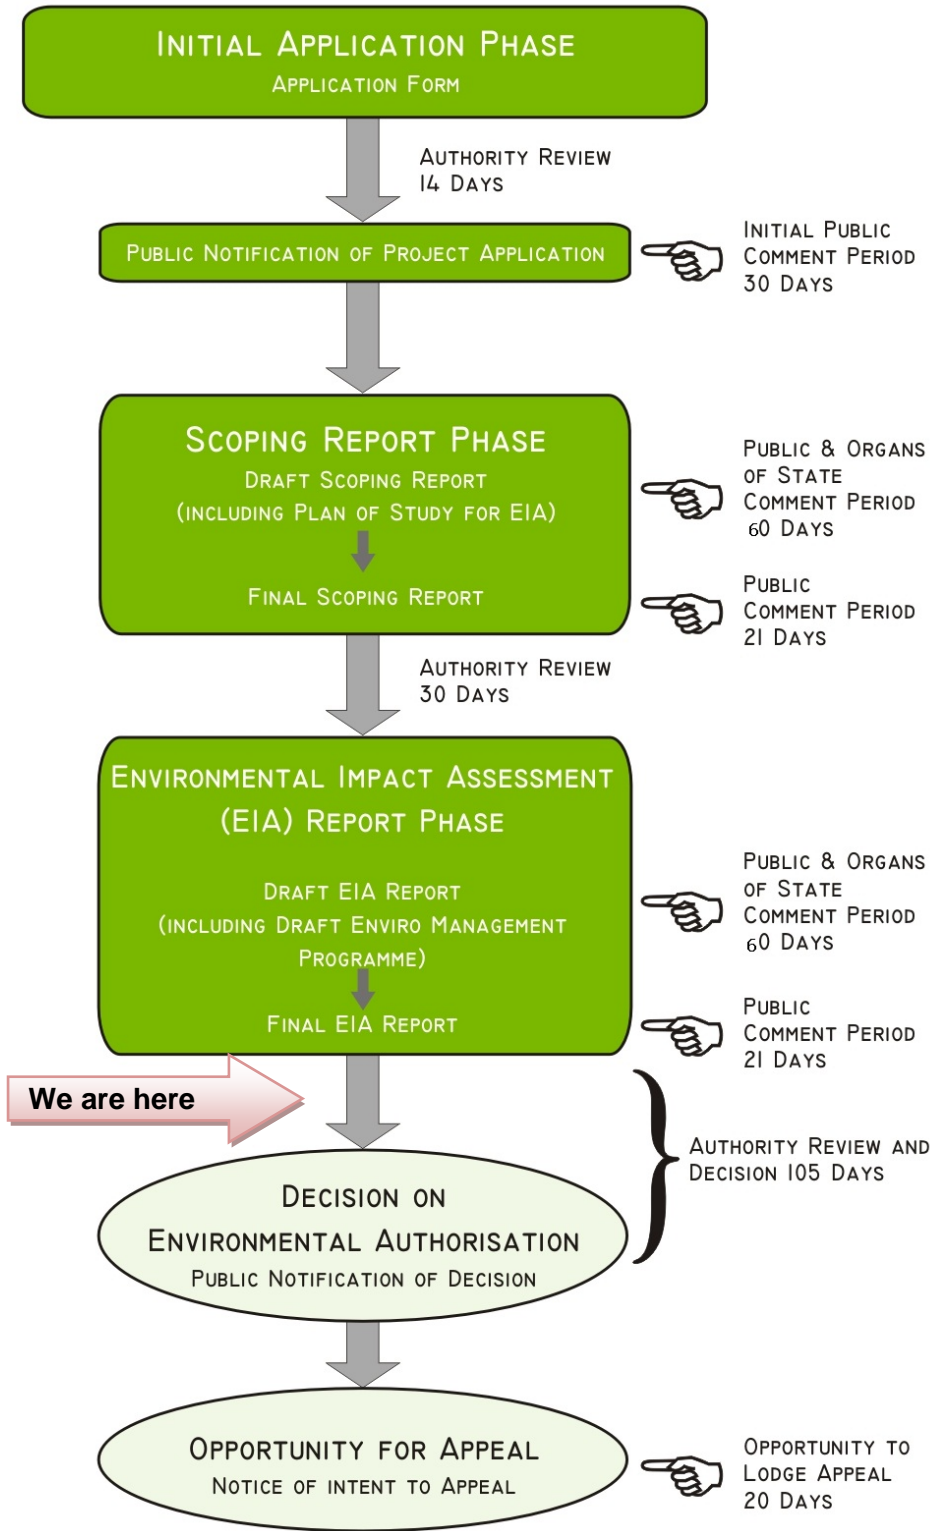 INITIAL APPLICATION PHASE
APPLICATION FORM
AUTHORITY REVIEW
14 DAYS
PUBLIC NOTIFICATION OF PROJECT APPLICATION
INITIAL PUBLIC
COMMENT PERIOD
30 DAYS
SCOPING REPORT PHASE
DRAFT SCOPING REPORT
(INCLUDING PLAN OF STUDY FOR EIA)
FINAL SCOPING REPORT
PUBLIC & ORGANS
OF STATE
COMMENT PERIOD
60 DAYS
PUBLIC
COMMENT PERIOD
21 DAYS
AUTHORITY REVIEW
30 DAYS
ENVIRONMENTAL IMPACT ASSESSMENT
(EIA) REPORT PHASE
DRAFT EIA REPORT
(INCLUDING DRAFT ENVIRO MANAGEMENT
PROGRAMME)
FINAL EIA REPORT
PUBLIC & ORGANS
OF STATE
COMMENT PERIOD
60 DAYS
PUBLIC
COMMENT PERIOD
21 DAYS
We are here
AUTHORITY REVIEW AND
DECISION 105 DAYS
DECISION ON
ENVIRONMENTAL AUTHORISATION
PUBLIC NOTIFICATION OF DECISION
OPPORTUNITY FOR APPEAL
NOTICE OF INTENT TO APPEAL
OPPORTUNITY TO
LODGE APPEAL
20 DAYS